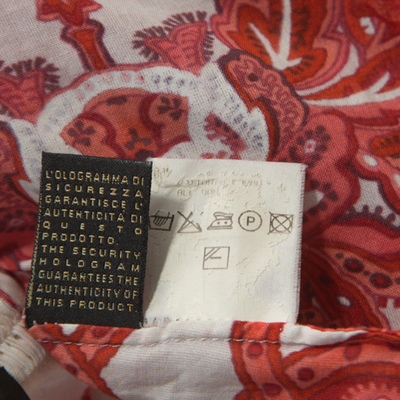 L'OLOGRAMMA DI
SICUREZZA
GARANTISCE L'
AUTENTICITÀ DI
QUESTO
PRODOTTO.
THE SECURITY
HOLOGRAM
GUARANTEES THE
AUTHENTICITY OF
THIS PRODUCT.
P